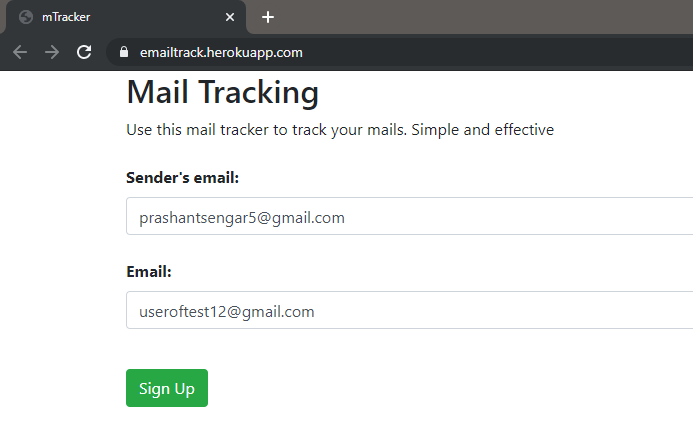 mTracker
emailtrack.herokuapp.com
Mail Tracking
Use this mail tracker to track your mails. Simple and effective
Sender's email:
prashantsengar5@gmail.com
Email:
useroftest12@gmail.com
Sign Up